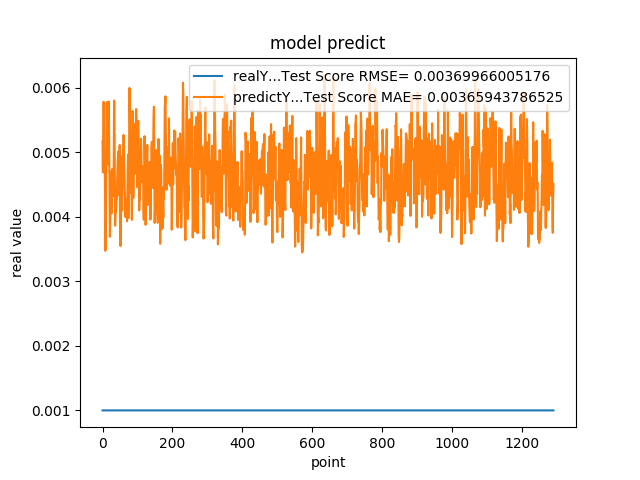 model predict
realY...Test Score RMSE= 0.00369966005176
predictY...Test Score MAE= 0.00365943786525
real value
0.006
0.005
0.004
0.003
0.002
0.001
0 200 400 600 800 1000 1200
point